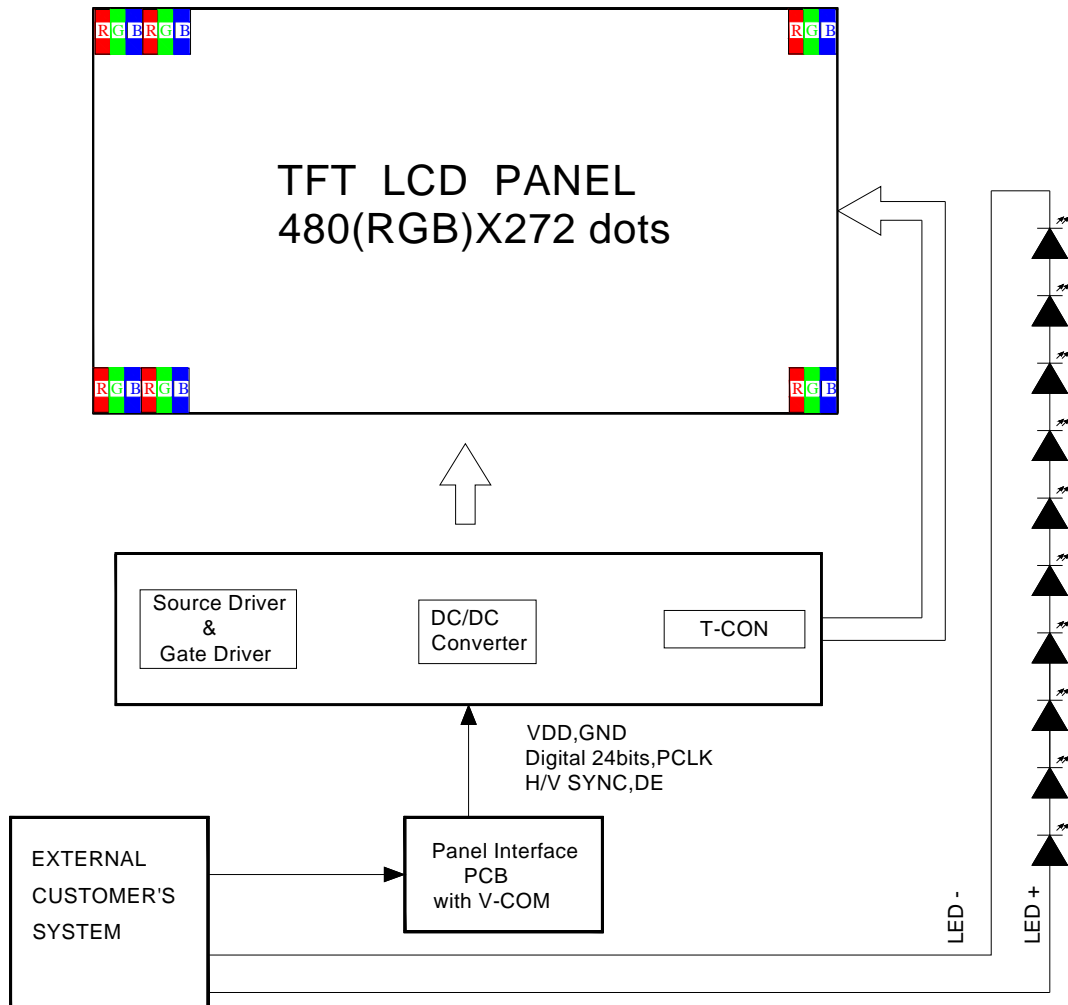 RGBRGB RGB
TFT LCD PANEL
480(RGB)X272 dots
RGBRGB RGB
Source Driver
&
Gate Driver
DC/DC
Converter
T-CON
VDD,GND
Digital 24bits,PCLK
H/V SYNC,DE
EXTERNAL
CUSTOMER'S
SYSTEM
Panel Interface
PCB
with V-COM
LED -
LED +